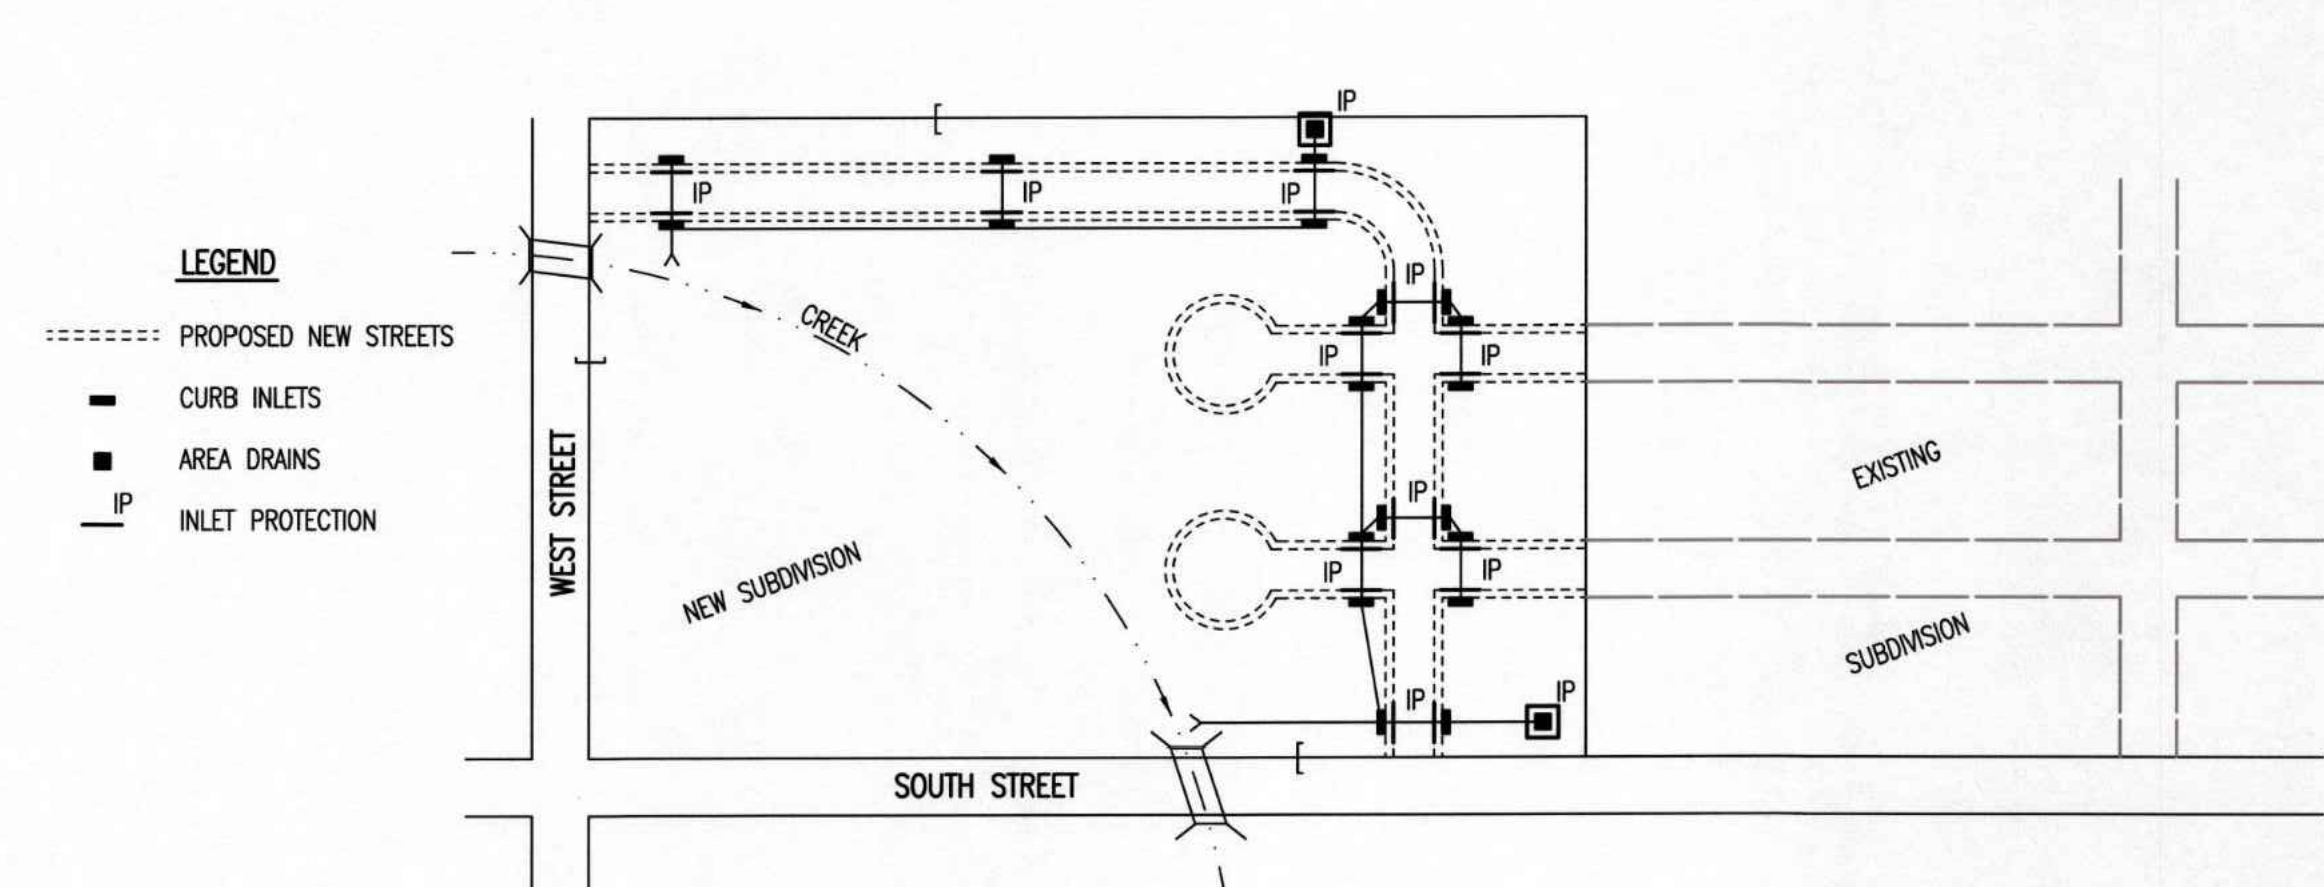 LEGEND
PROPOSED NEW STREETS
CURB INLETS
AREA DRAINS
IP
INLET PROTECTION
WEST STREET
CREEK
NEW SUBDIVISION
SOUTH STREET
IP
IP
IP
IP
IP
IP
IP
IP
IP
IP
IP
IP
EXISTING
SUBDIVISION